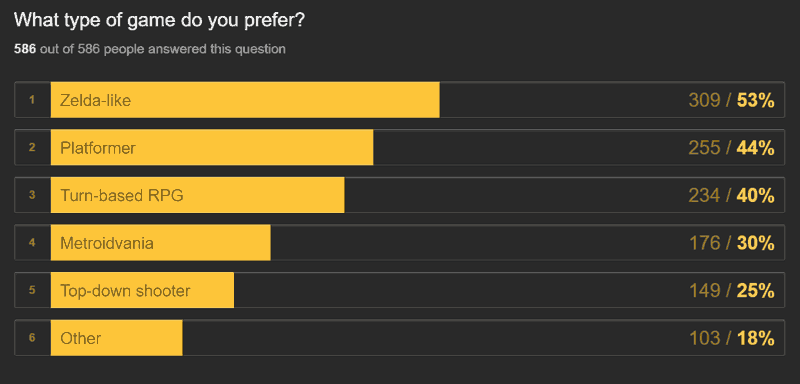 What type of game do you prefer?
586 out of 586 people answered this question
1 Zelda-like 309 / 53%
2 Platformer 255 / 44%
3 Turn-based RPG 234 / 40%
4 Metroidvania 176 / 30%
5 Top-down shooter 149 / 25%
6 Other 103 / 18%